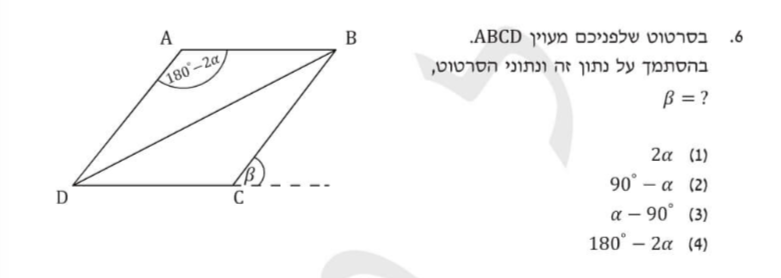 6. בסרטוט שלפניכם מעוין ABCD.
בהסתמך על נתון זה ונתוני הסרטוט,
β = ?
(1) 2α
(2) 90° − α
(3) α − 90°
(4) 180° − 2α
A
B
180°−2α
β
D
C